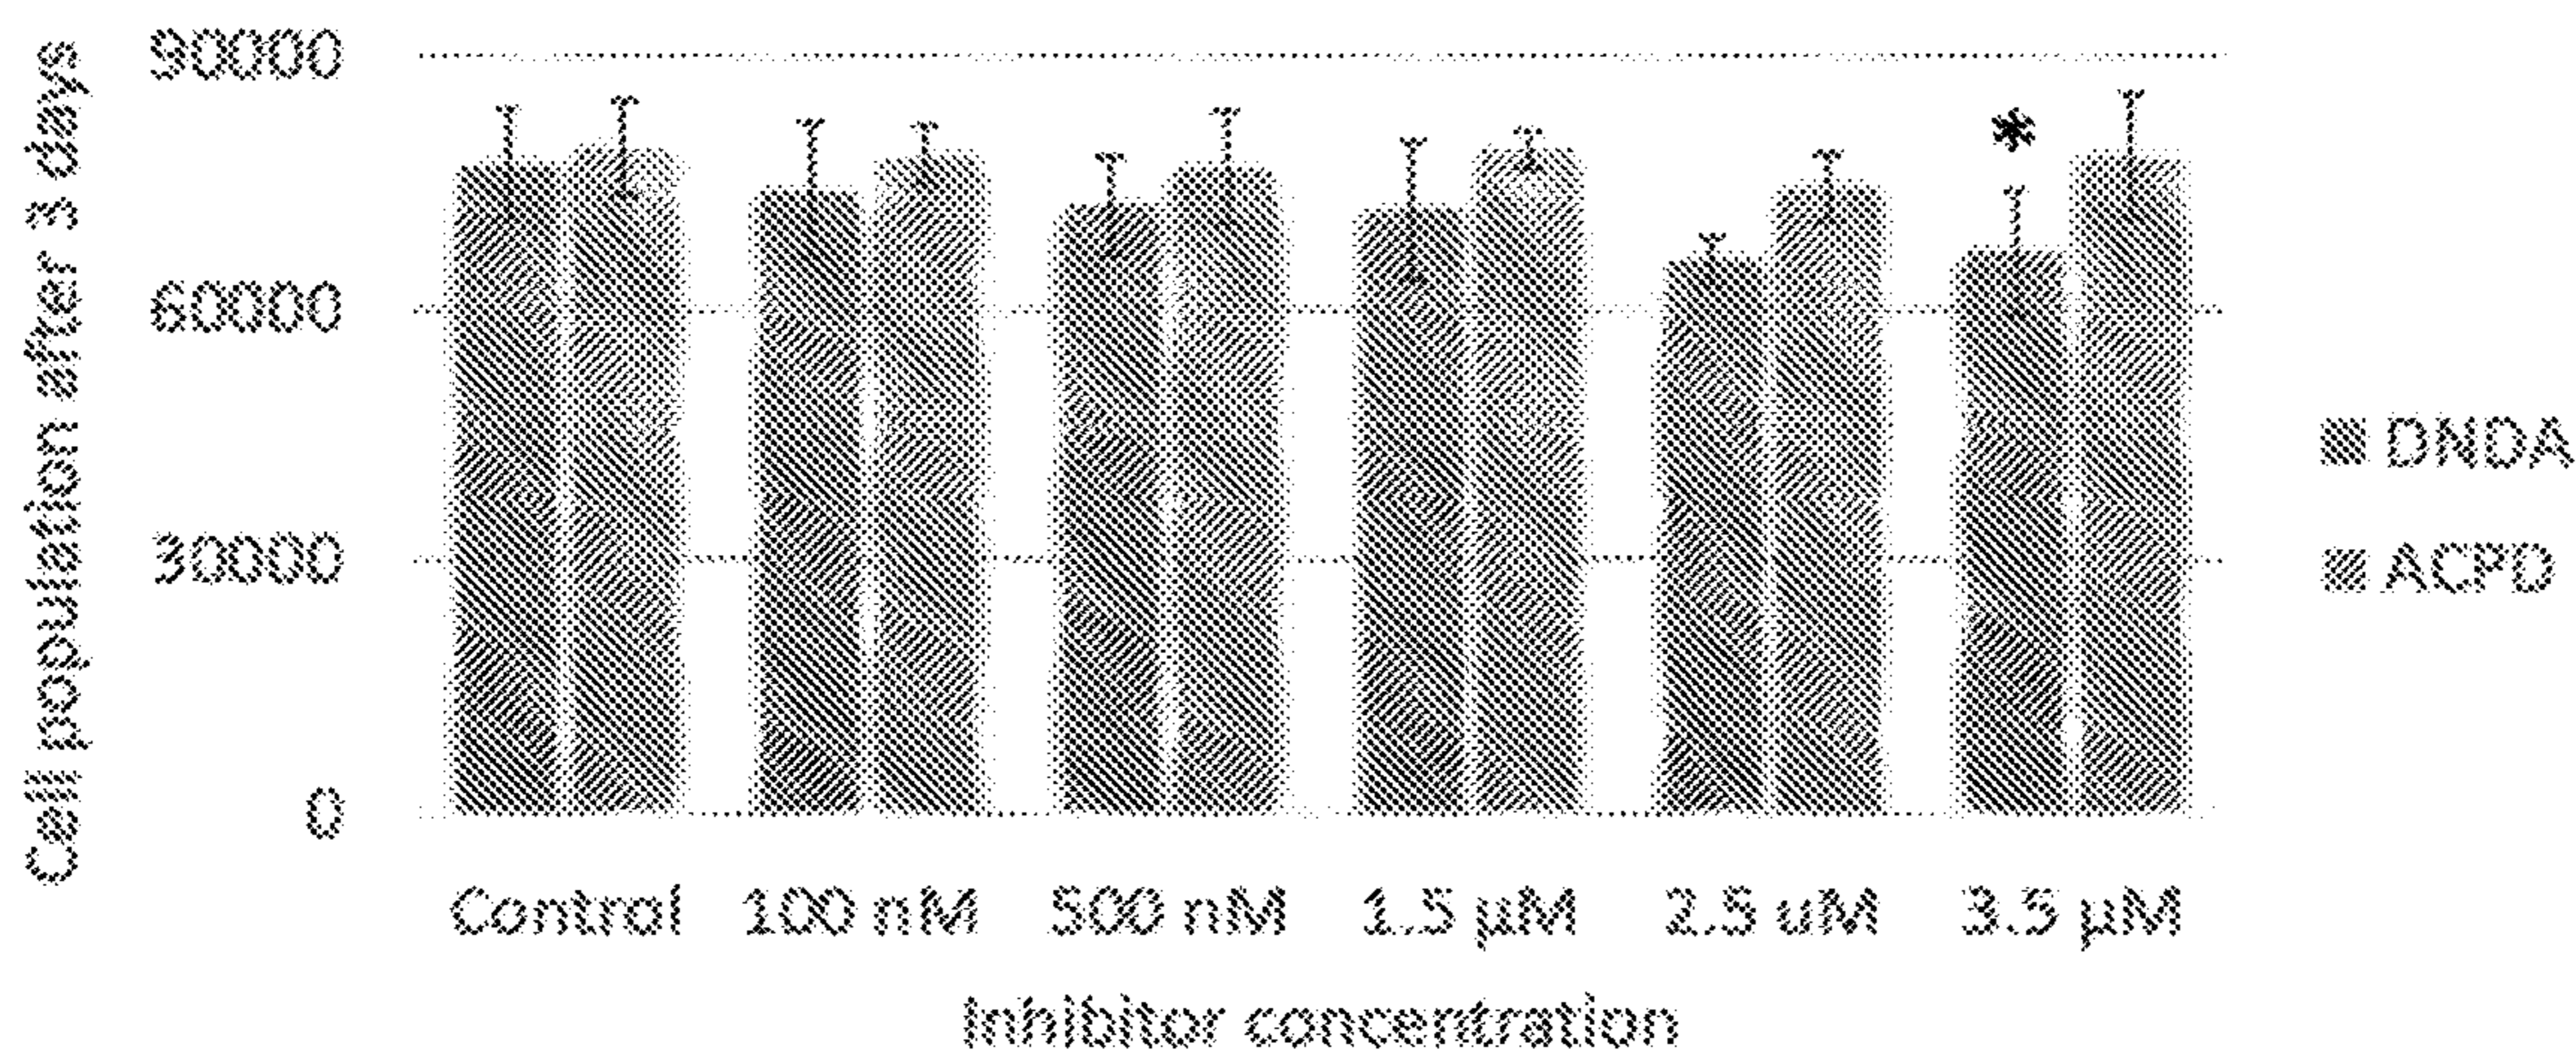 Cell population after 3 days
90000
60000
30000
0
*
Control 100 nM 500 nM 1.5 μM 2.5 uM 3.5 μM
Inhibitor concentration
DNDA
ACPD